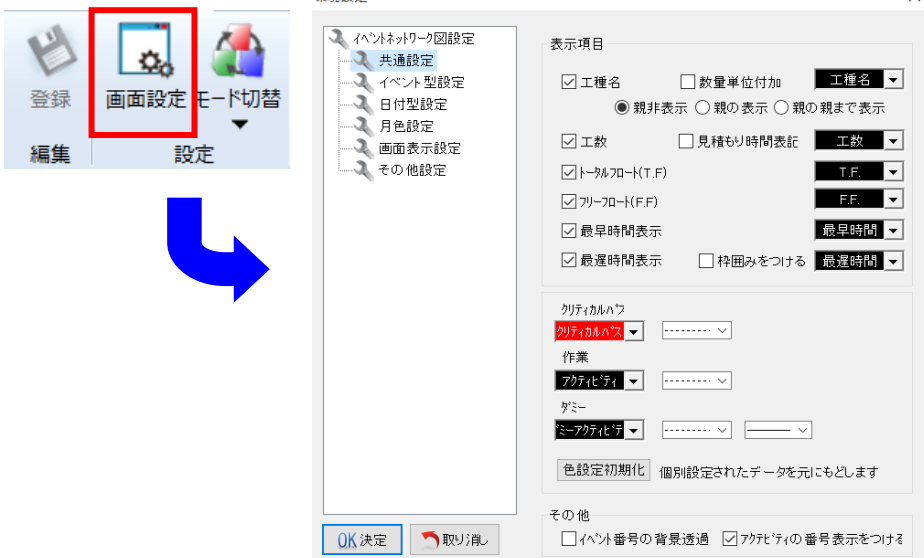 登録
画面設定
モード切替
編集
設定
ｲﾍﾞﾝﾄﾈｯﾄﾜｰｸ図設定
共通設定
イベント型設定
日付型設定
月色設定
画面表示設定
その他設定
表示項目
工種名
数量単位付加
工種名
親非表示
親の表示
親の親まで表示
工数
見積もり時間表記
工数
ﾄｰﾀﾙﾌﾛｰﾄ(T.F)
T.F.
ﾌﾘｰﾌﾛｰﾄ(F.F)
F.F.
最早時間表示
最早時間
最遅時間表示
枠囲みをつける
最遅時間
ｸﾘﾃｨｶﾙﾊﾟｽ
ｸﾘﾃｨｶﾙﾊﾟｽ
作業
ｱｸﾃｨﾋﾞﾃｨ
ﾀﾞﾐｰ
ﾐｰｱｸﾃｨﾋﾞﾃ
色設定初期化
個別設定されたデータを元にもどします
その他
ｲﾍﾞﾝﾄ番号の背景透過
ｱｸﾃﾋﾞﾃｨの番号表示をつける
OK 決定
取り消し